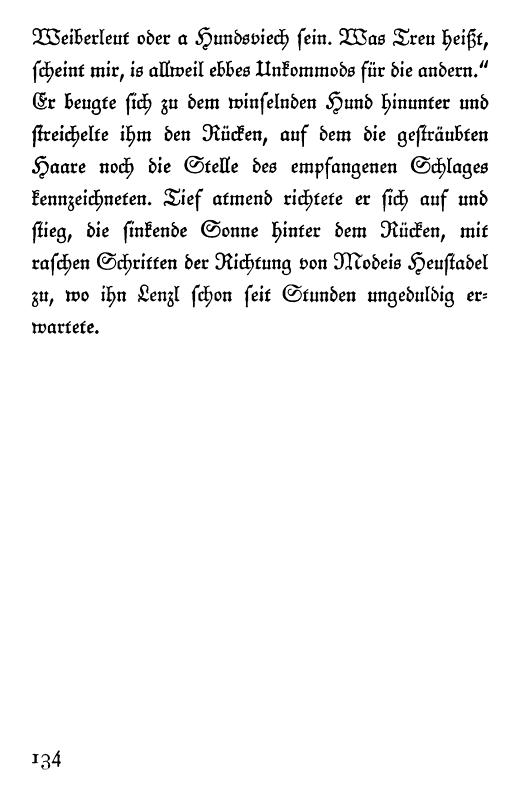 Weiberleut oder a Hundsviech sein. Was Treu heißt,
scheint mir, is allweil ebbes Unkommods für die andern.“
Er beugte sich zu dem winselnden Hund hinunter und
streichelte ihm den Rücken, auf dem die gesträubten
Haare noch die Stelle des empfangenen Schlages
kennzeichneten. Tief atmend richtete er sich auf und
stieg, die sinkende Sonne hinter dem Rücken, mit
raschen Schritten der Richtung von Modeis Heustadel
zu, wo ihn Lenzl schon seit Stunden ungeduldig er-
wartete.
134